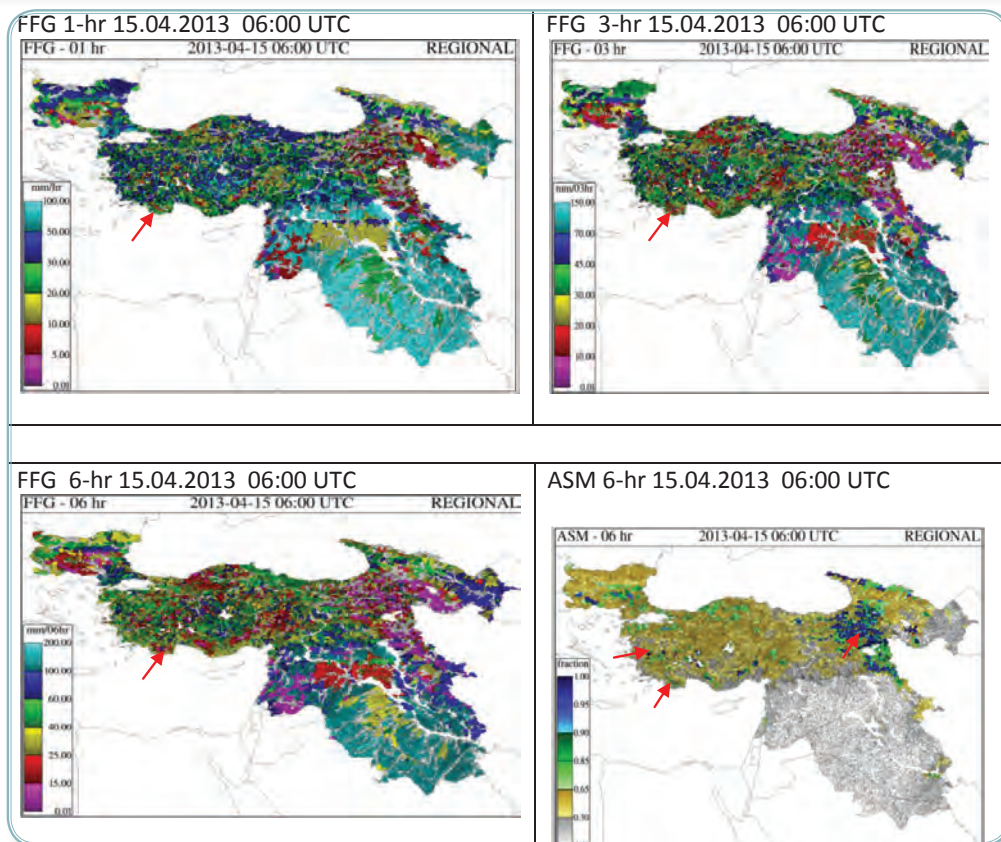 FFG 1-hr 15.04.2013 06:00 UTC
FFG - 01 hr 2013-04-15 06:00 UTC REGIONAL
mm/hr
100.00
50.00
30.00
20.00
10.00
5.00
0.01
FFG 3-hr 15.04.2013 06:00 UTC
FFG - 03 hr 2013-04-15 06:00 UTC REGIONAL
mm/03hr
150.00
70.00
45.00
30.00
20.00
10.00
0.01
FFG 6-hr 15.04.2013 06:00 UTC
FFG - 06 hr 2013-04-15 06:00 UTC REGIONAL
mm/06hr
200.00
100.00
60.00
40.00
25.00
15.00
0.01
ASM 6-hr 15.04.2013 06:00 UTC
ASM - 06 hr 2013-04-15 06:00 UTC REGIONAL
fraction
1.00
0.95
0.90
0.85
0.65
0.30